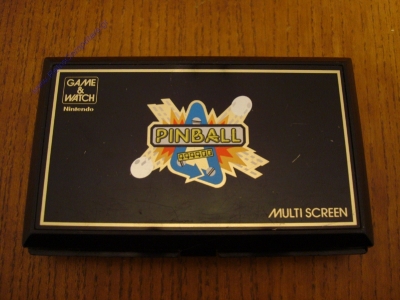 GAME
&
WATCH
Nintendo
PINBALL
MULTI SCREEN